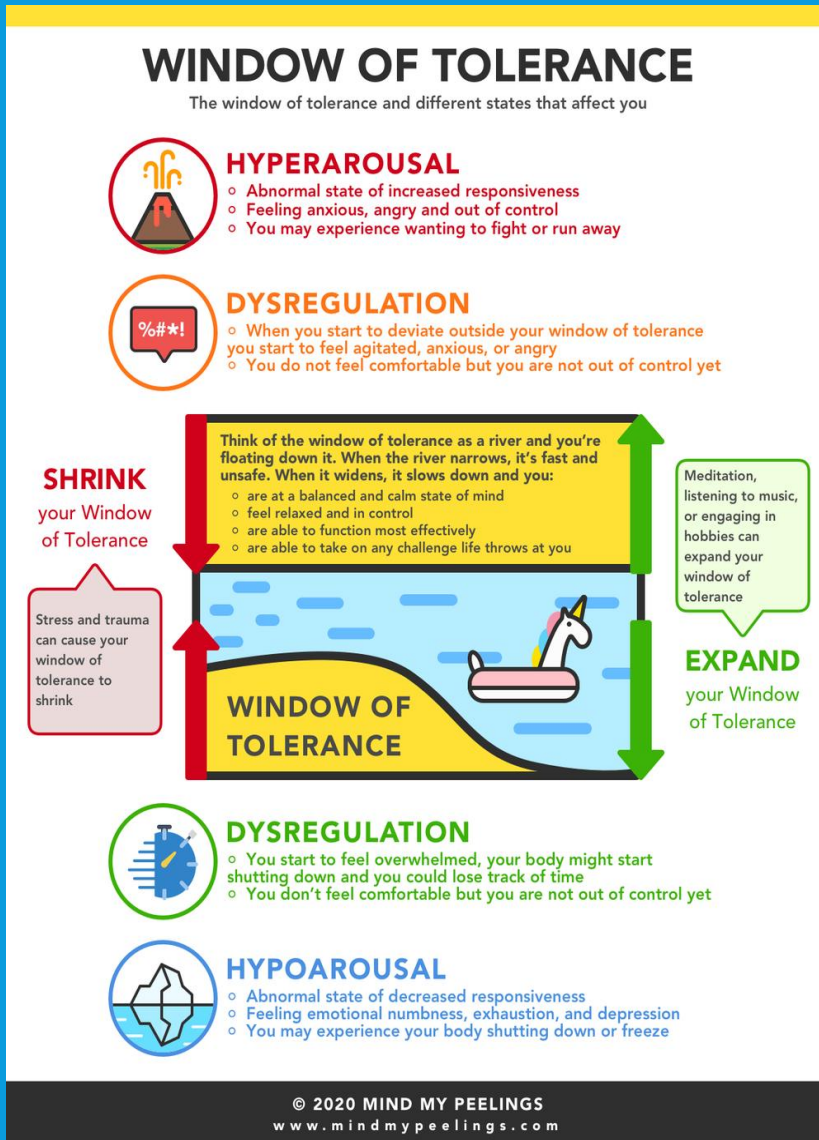 WINDOW OF TOLERANCE
The window of tolerance and different states that affect you
HYPERAROUSAL
Abnormal state of increased responsiveness
Feeling anxious, angry and out of control
You may experience wanting to fight or run away
%#*!
DYSREGULATION
When you start to deviate outside your window of tolerance
you start to feel agitated, anxious, or angry
You do not feel comfortable but you are not out of control yet
SHRINK
your Window
of Tolerance
Stress and trauma
can cause your
window of
tolerance to
shrink
Think of the window of tolerance as a river and you're
floating down it. When the river narrows, it's fast and
unsafe. When it widens, it slows down and you:
are at a balanced and calm state of mind
feel relaxed and in control
are able to function most effectively
are able to take on any challenge life throws at you
WINDOW OF
TOLERANCE
Meditation,
listening to music,
or engaging in
hobbies can
expand your
window of
tolerance
EXPAND
your Window
of Tolerance
DYSREGULATION
You start to feel overwhelmed, your body might start
shutting down and you could lose track of time
You don't feel comfortable but you are not out of control yet
HYPOAROUSAL
Abnormal state of decreased responsiveness
Feeling emotional numbness, exhaustion, and depression
You may experience your body shutting down or freeze
© 2020 MIND MY PEELINGS
www.mindmypeelings.com